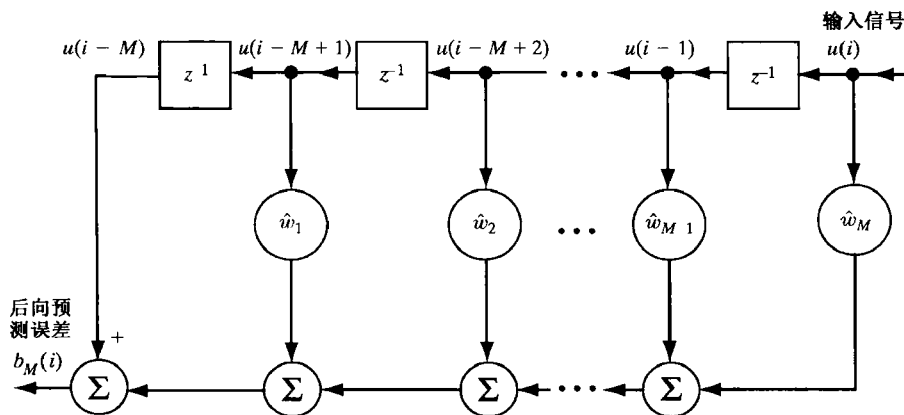 输入信号
u(i − M)
u(i − M + 1)
u(i − M + 2)
u(i − 1)
u(i)
z⁻¹
z⁻¹
• • •
z⁻¹
ŵ₁
ŵ₂
• • •
ŵ_{M 1}
ŵ_M
后向预
测误差
b_M(i)
+
Σ
Σ
Σ
• • •
Σ